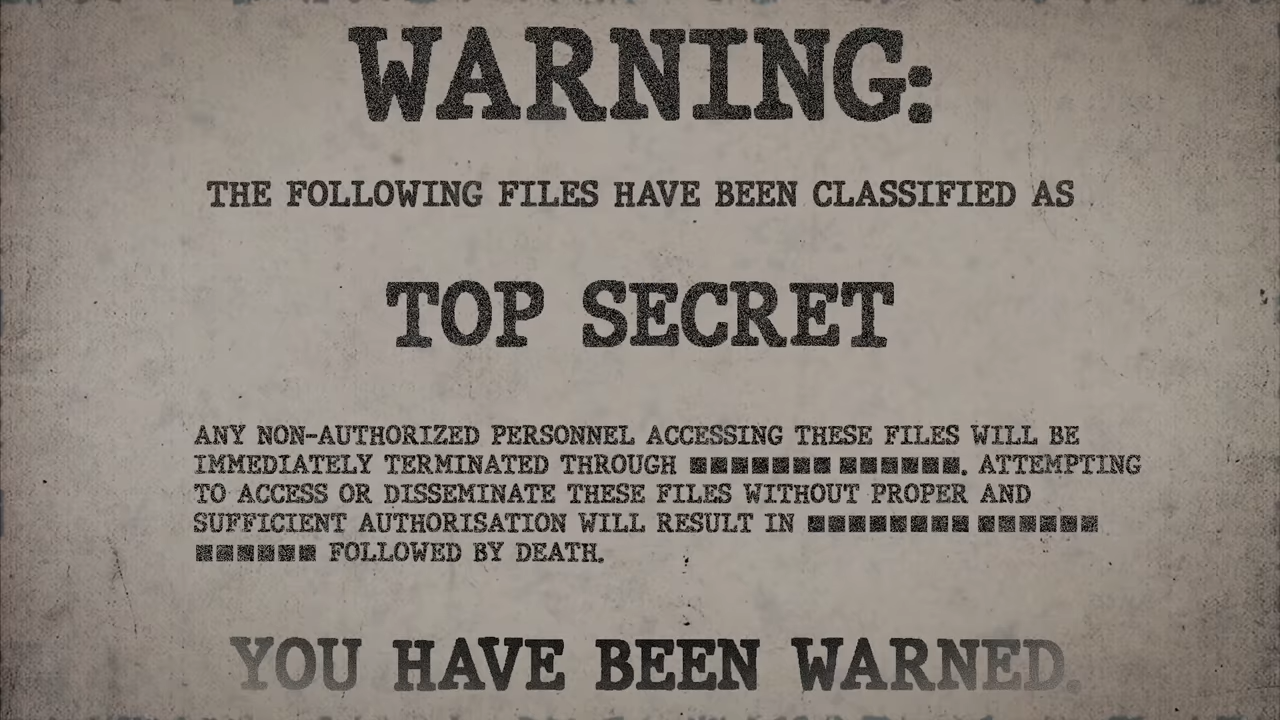 WARNING:
THE FOLLOWING FILES HAVE BEEN CLASSIFIED AS
TOP SECRET
ANY NON-AUTHORIZED PERSONNEL ACCESSING THESE FILES WILL BE
IMMEDIATELY TERMINATED THROUGH ■■■■■■■ ■■■■■■. ATTEMPTING
TO ACCESS OR DISSEMINATE THESE FILES WITHOUT PROPER AND
SUFFICIENT AUTHORISATION WILL RESULT IN ■■■■■■■■ ■■■■■■
■■■■■■ FOLLOWED BY DEATH.
YOU HAVE BEEN WARNED.